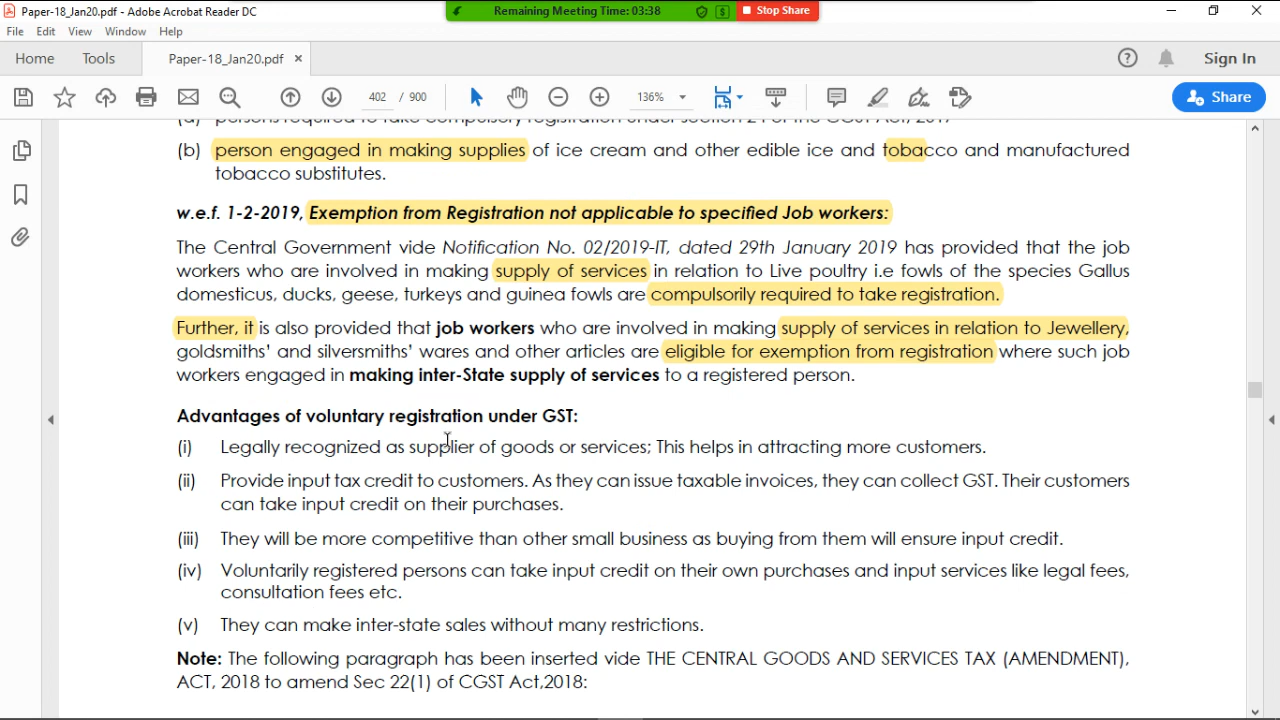 Paper-18_Jan20.pdf - Adobe Acrobat Reader DC
Remaining Meeting Time: 03:38
Stop Share
File Edit View Window Help
Home Tools Paper-18_Jan20.pdf × Sign In
402 / 900 136% Share
(a) persons required to take compulsory registration under section 24 of the CGST Act, 2017
(b) person engaged in making supplies of ice cream and other edible ice and tobacco and manufactured
tobacco substitutes.
w.e.f. 1-2-2019, Exemption from Registration not applicable to specified Job workers:
The Central Government vide Notification No. 02/2019-IT, dated 29th January 2019 has provided that the job
workers who are involved in making supply of services in relation to Live poultry i.e fowls of the species Gallus
domesticus, ducks, geese, turkeys and guinea fowls are compulsorily required to take registration.
Further, it is also provided that job workers who are involved in making supply of services in relation to Jewellery,
goldsmiths' and silversmiths' wares and other articles are eligible for exemption from registration where such job
workers engaged in making inter-State supply of services to a registered person.
Advantages of voluntary registration under GST:
(i) Legally recognized as supplier of goods or services; This helps in attracting more customers.
(ii) Provide input tax credit to customers. As they can issue taxable invoices, they can collect GST. Their customers
can take input credit on their purchases.
(iii) They will be more competitive than other small business as buying from them will ensure input credit.
(iv) Voluntarily registered persons can take input credit on their own purchases and input services like legal fees,
consultation fees etc.
(v) They can make inter-state sales without many restrictions.
Note: The following paragraph has been inserted vide THE CENTRAL GOODS AND SERVICES TAX (AMENDMENT),
ACT, 2018 to amend Sec 22(1) of CGST Act,2018: